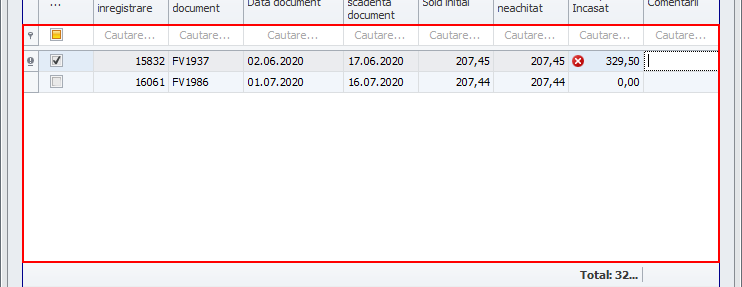 ...
inregistrare document Data document scadenta document Sold initial neachitat Incasat Comentarii
Cautare... Cautare... Cautare... Cautare... Cautare... Cautare... Cautare... Cautare...
15832 FV1937 02.06.2020 17.06.2020 207,45 207,45 329,50
16061 FV1986 01.07.2020 16.07.2020 207,44 207,44 0,00
Total: 32...